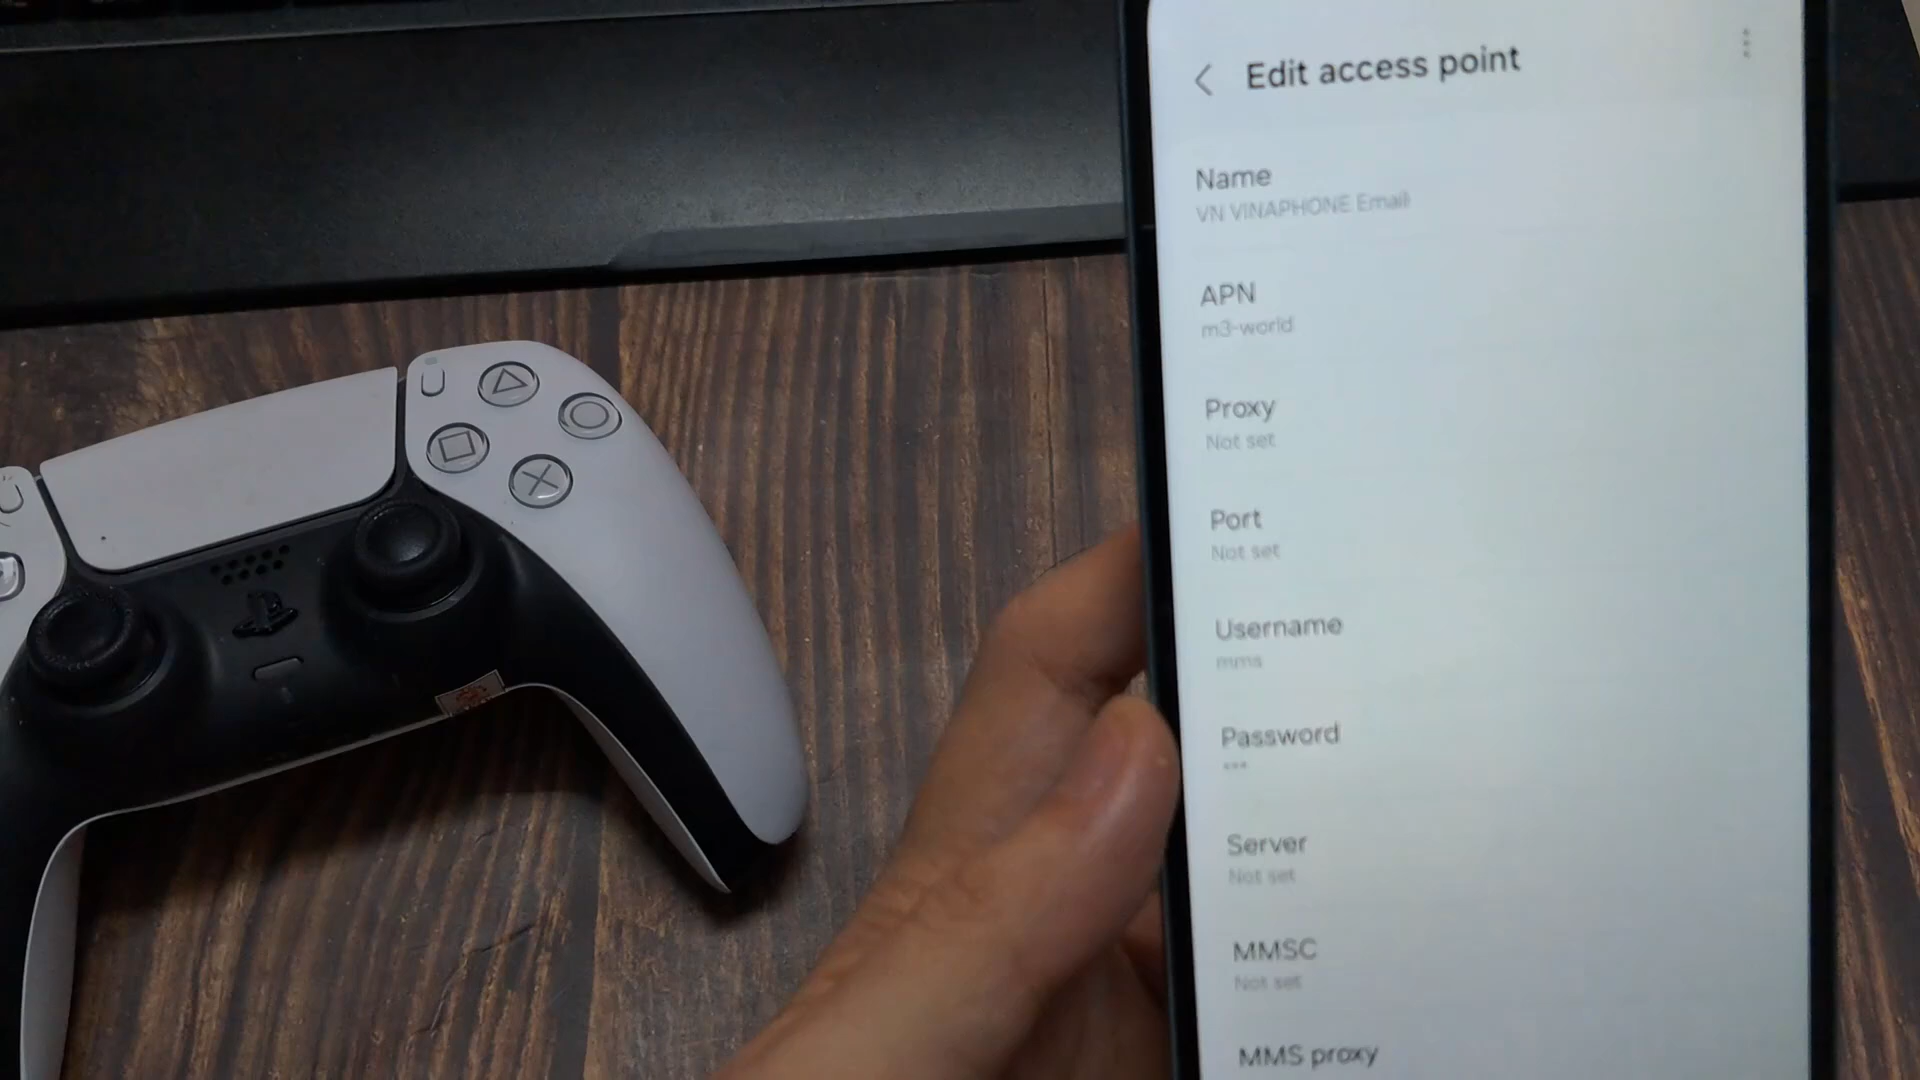 Edit access point
Name
VN VINAPHONE Email
APN
m3-world
Proxy
Not set
Port
Not set
Username
mms
Password
***
Server
Not set
MMSC
Not set
MMS proxy